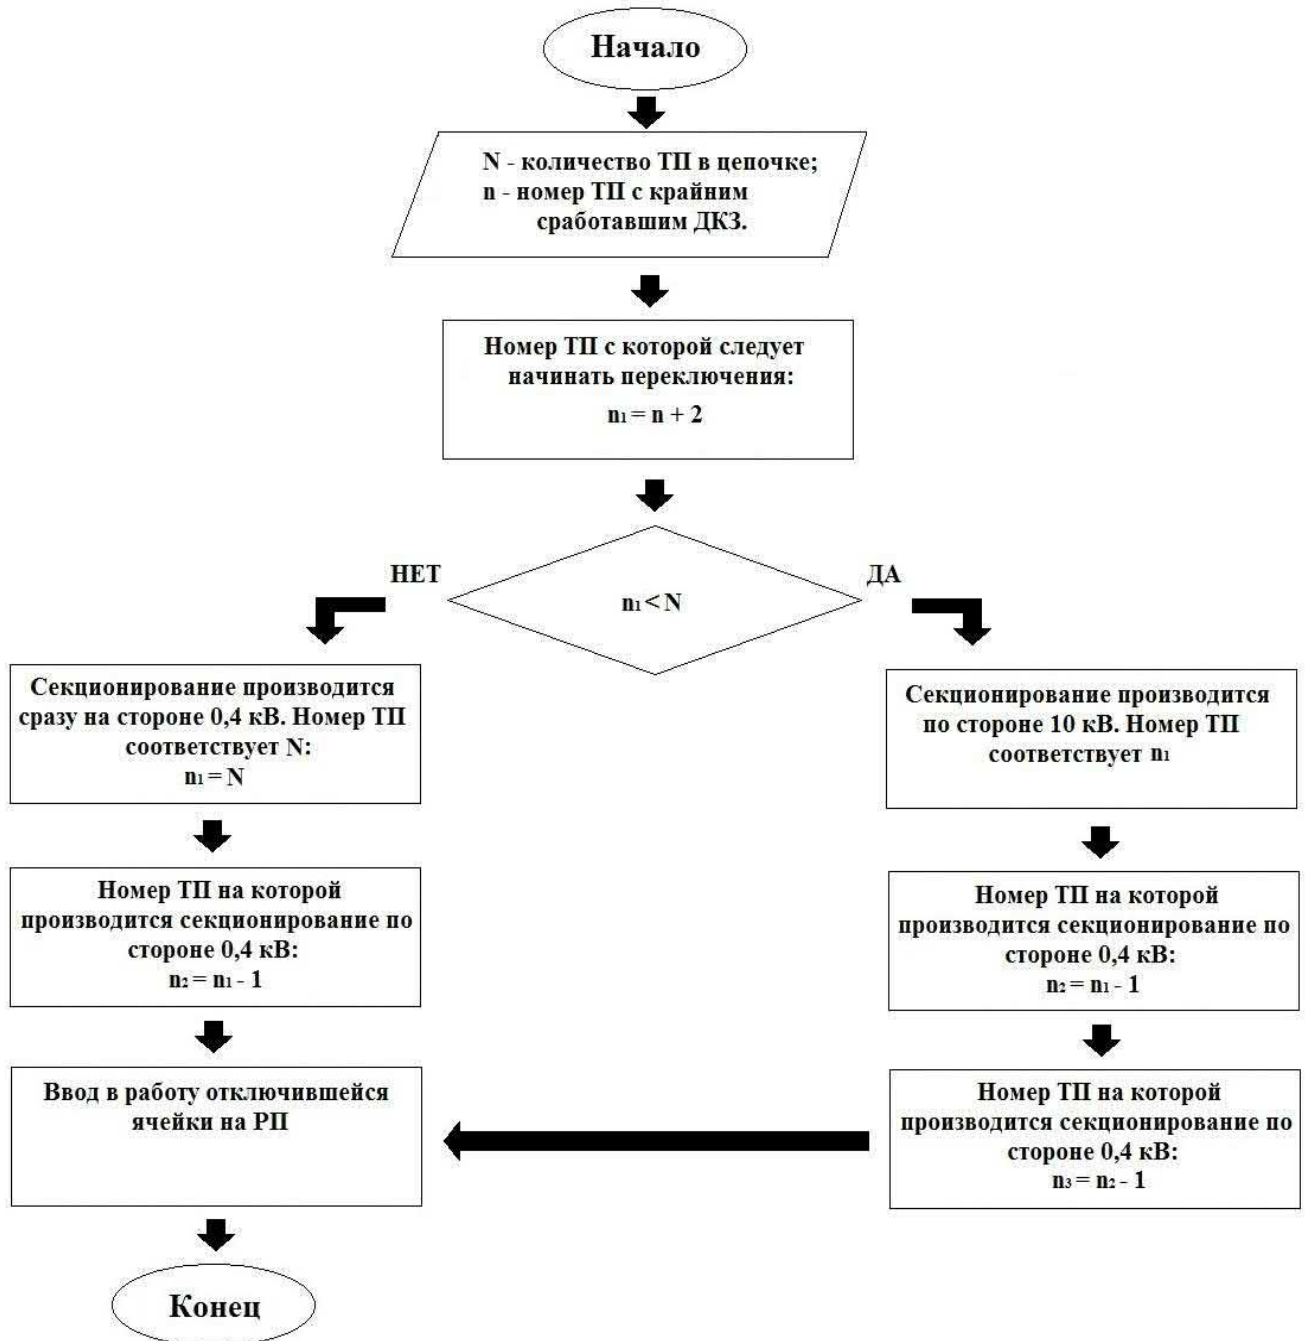 Начало
N - количество ТП в цепочке;
n - номер ТП с крайним
сработавшим ДКЗ.
Номер ТП с которой следует
начинать переключения:
n₁ = n + 2
НЕТ
ДА
n₁ < N
Секционирование производится
сразу на стороне 0,4 кВ. Номер ТП
соответствует N:
n₁ = N
Номер ТП на которой
производится секционирование по
стороне 0,4 кВ:
n₂ = n₁ - 1
Секционирование производится
по стороне 10 кВ. Номер ТП
соответствует n₁
Номер ТП на которой
производится секционирование по
стороне 0,4 кВ:
n₂ = n₁ - 1
Номер ТП на которой
производится секционирование по
стороне 0,4 кВ:
n₃ = n₂ - 1
Ввод в работу отключившейся
ячейки на РП
Конец